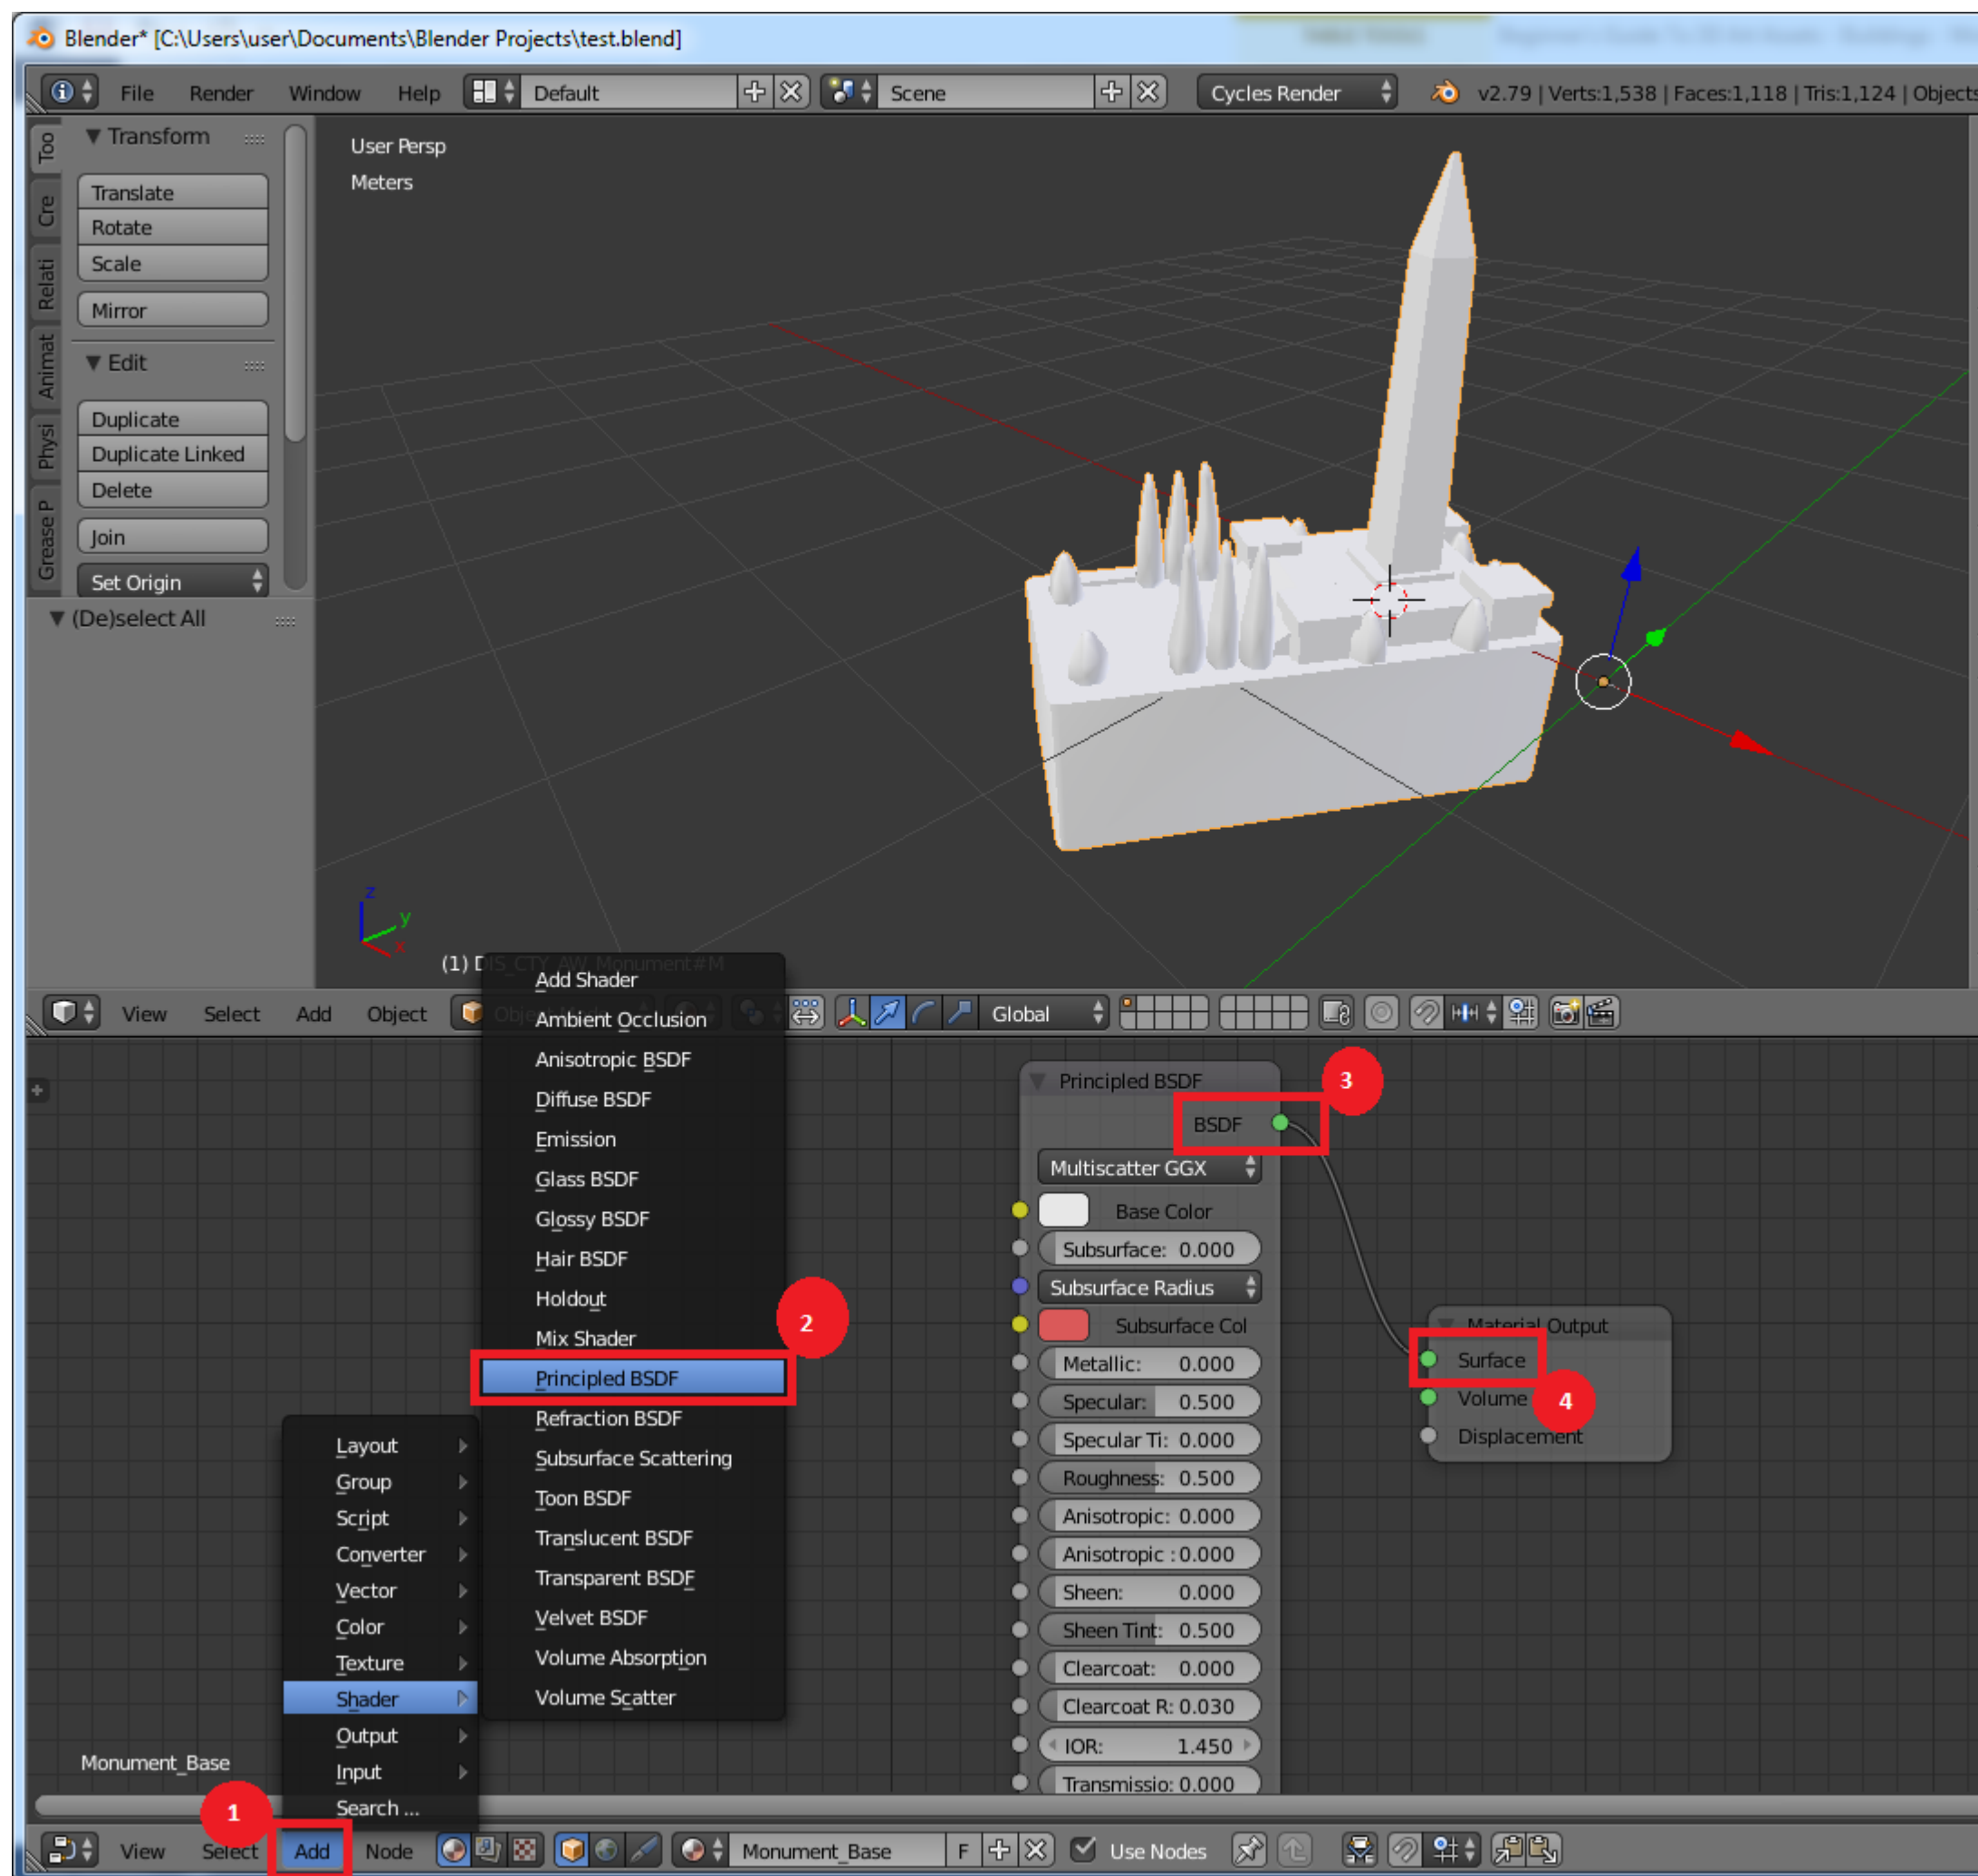 Blender* [C:\Users\user\Documents\Blender Projects\test.blend]
File Render Window Help Default Scene Cycles Render v2.79 | Verts:1,538 | Faces:1,118 | Tris:1,124 | Objects
Too
Cre
Relati
Animat
Physi
Grease P
Transform
Translate
Rotate
Scale
Mirror
Edit
Duplicate
Duplicate Linked
Delete
Join
Set Origin
(De)select All
User Persp
Meters
z
y
x
(1) DIS_CTY_AW_Monument#M
View Select Add Object Global
Add Shader
Ambient Occlusion
Anisotropic BSDF
Diffuse BSDF
Emission
Glass BSDF
Glossy BSDF
Hair BSDF
Holdout
Mix Shader
Principled BSDF
Refraction BSDF
Subsurface Scattering
Toon BSDF
Translucent BSDF
Transparent BSDF
Velvet BSDF
Volume Absorption
Volume Scatter
2
Layout
Group
Script
Converter
Vector
Color
Texture
Shader
Output
Input
Search ...
Principled BSDF
BSDF
3
Multiscatter GGX
Base Color
Subsurface: 0.000
Subsurface Radius
Subsurface Col
Metallic: 0.000
Specular: 0.500
Specular Ti: 0.000
Roughness: 0.500
Anisotropic: 0.000
Anisotropic : 0.000
Sheen: 0.000
Sheen Tint: 0.500
Clearcoat: 0.000
Clearcoat R: 0.030
IOR: 1.450
Transmissio: 0.000
Material Output
Surface
Volume
4
Displacement
Monument_Base
1
View Select Add Node Monument_Base F Use Nodes